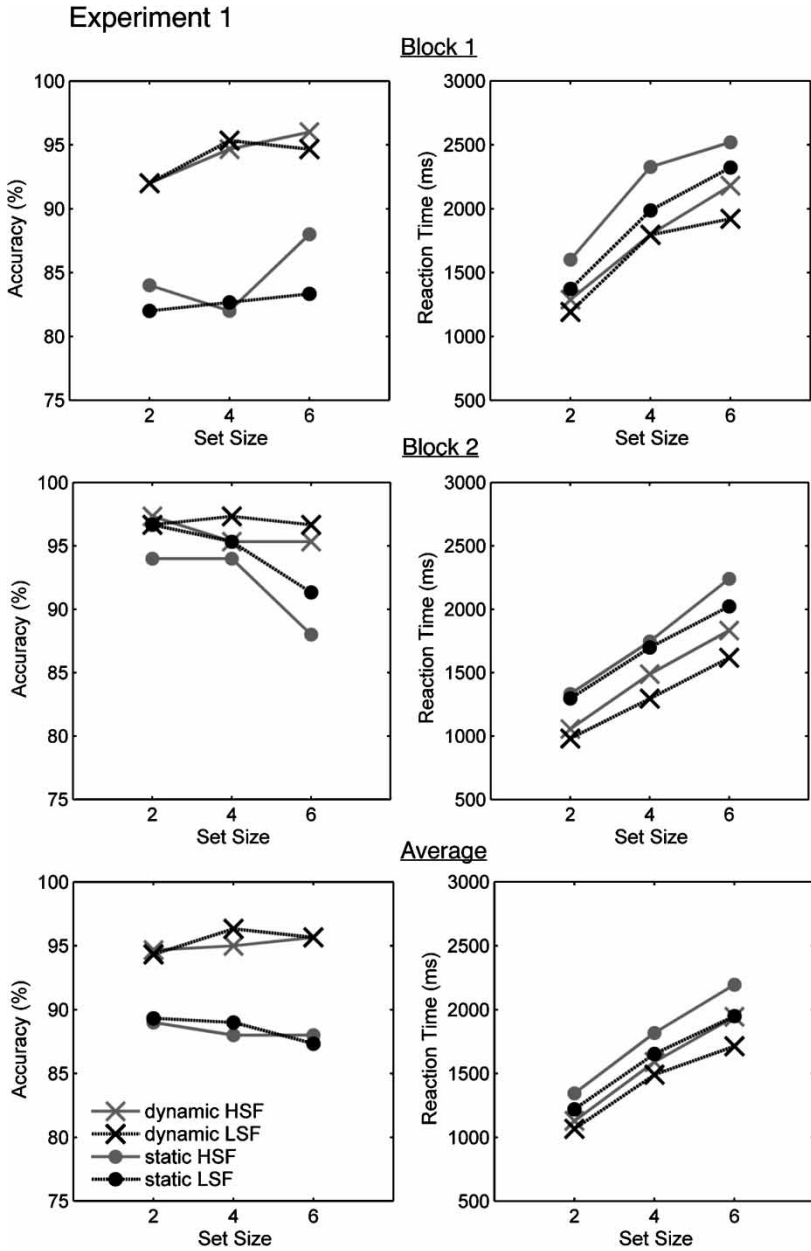 Experiment 1
Block 1
100
95
90
85
80
75
Accuracy (%)
2 4 6
Set Size
3000
2500
2000
1500
1000
500
Reaction Time (ms)
2 4 6
Set Size
Block 2
100
95
90
85
80
75
Accuracy (%)
2 4 6
Set Size
3000
2500
2000
1500
1000
500
Reaction Time (ms)
2 4 6
Set Size
Average
100
95
90
85
80
75
Accuracy (%)
dynamic HSF
dynamic LSF
static HSF
static LSF
2 4 6
Set Size
3000
2500
2000
1500
1000
500
Reaction Time (ms)
2 4 6
Set Size